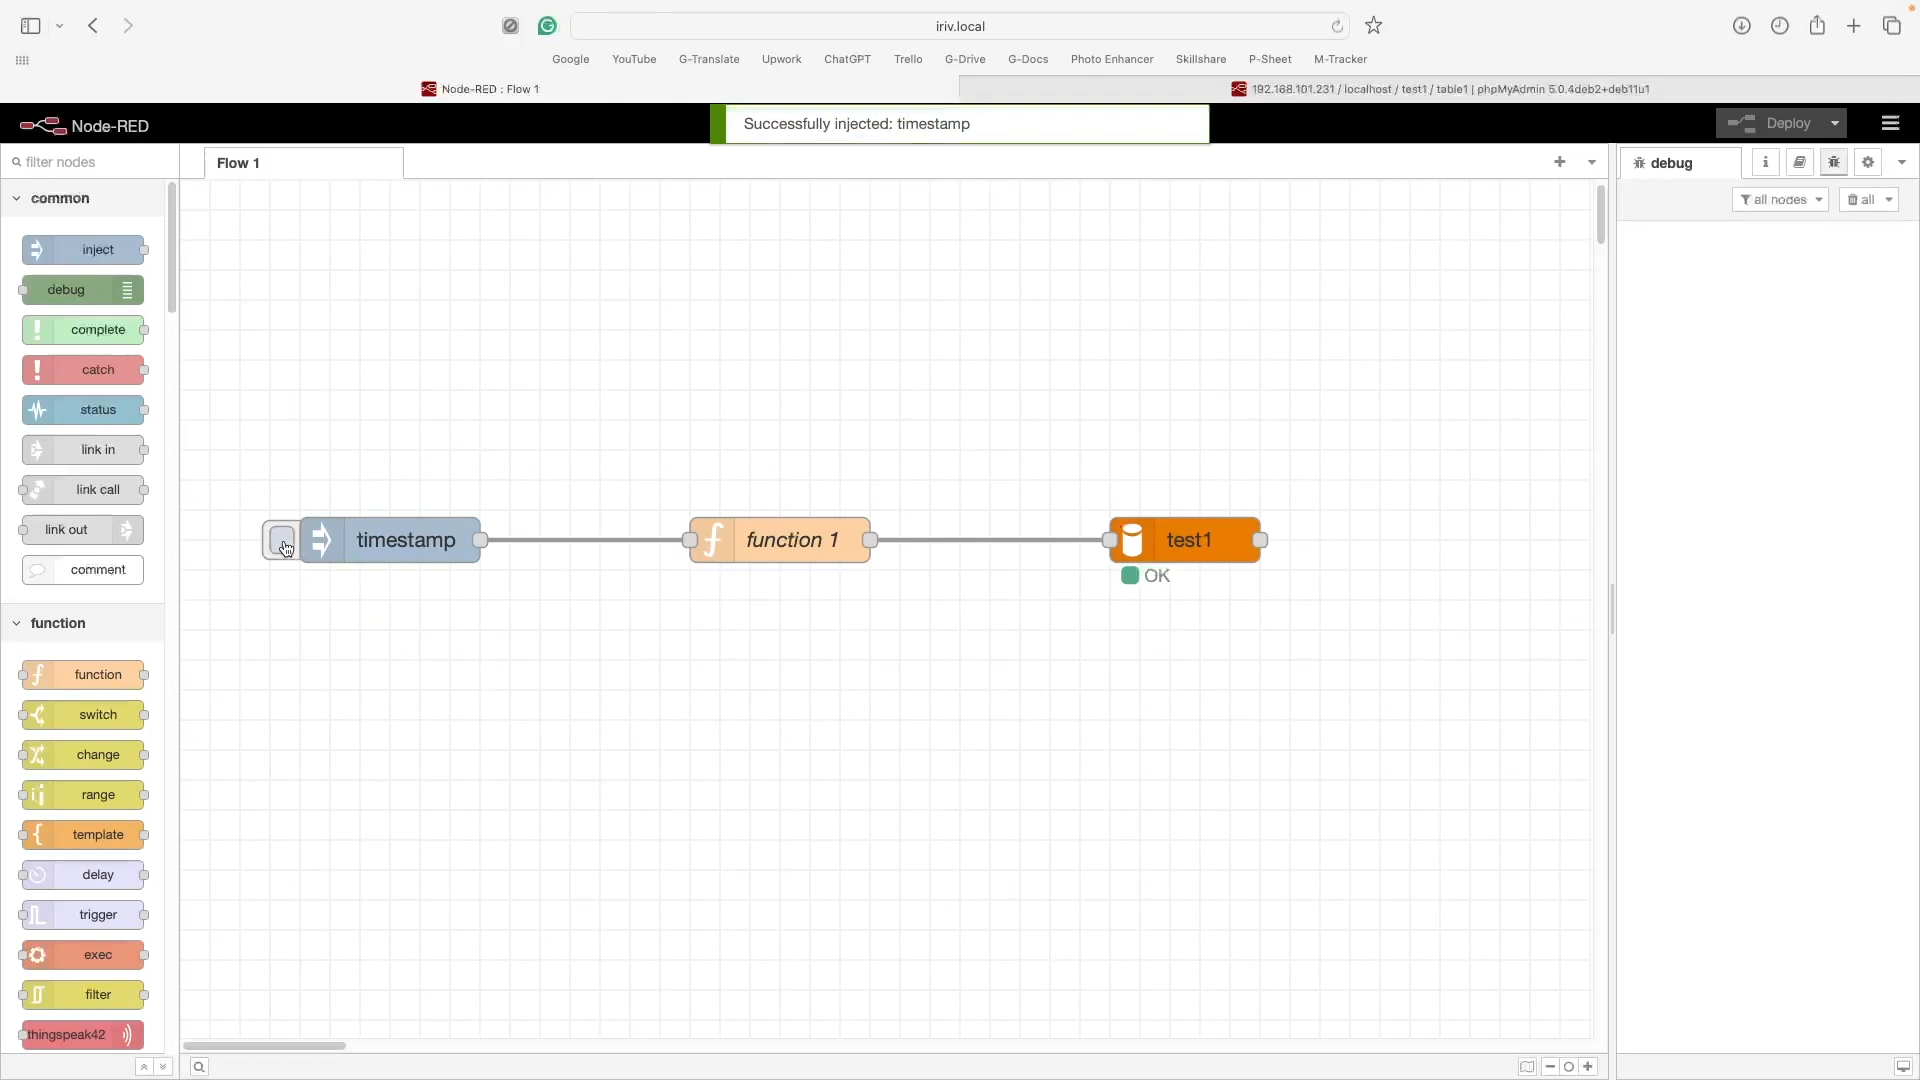 iriv.local
Google YouTube G-Translate Upwork ChatGPT Trello G-Drive G-Docs Photo Enhancer Skillshare P-Sheet M-Tracker
Node-RED : Flow 1
192.168.101.231 / localhost / test1 / table1 | phpMyAdmin 5.0.4deb2+deb11u1
Node-RED
Successfully injected: timestamp
Deploy
filter nodes
Flow 1
debug
common
all nodes
all
inject
debug
complete
catch
status
link in
link call
link out
comment
timestamp
function 1
test1
OK
function
function
switch
change
range
template
delay
trigger
exec
filter
thingspeak42